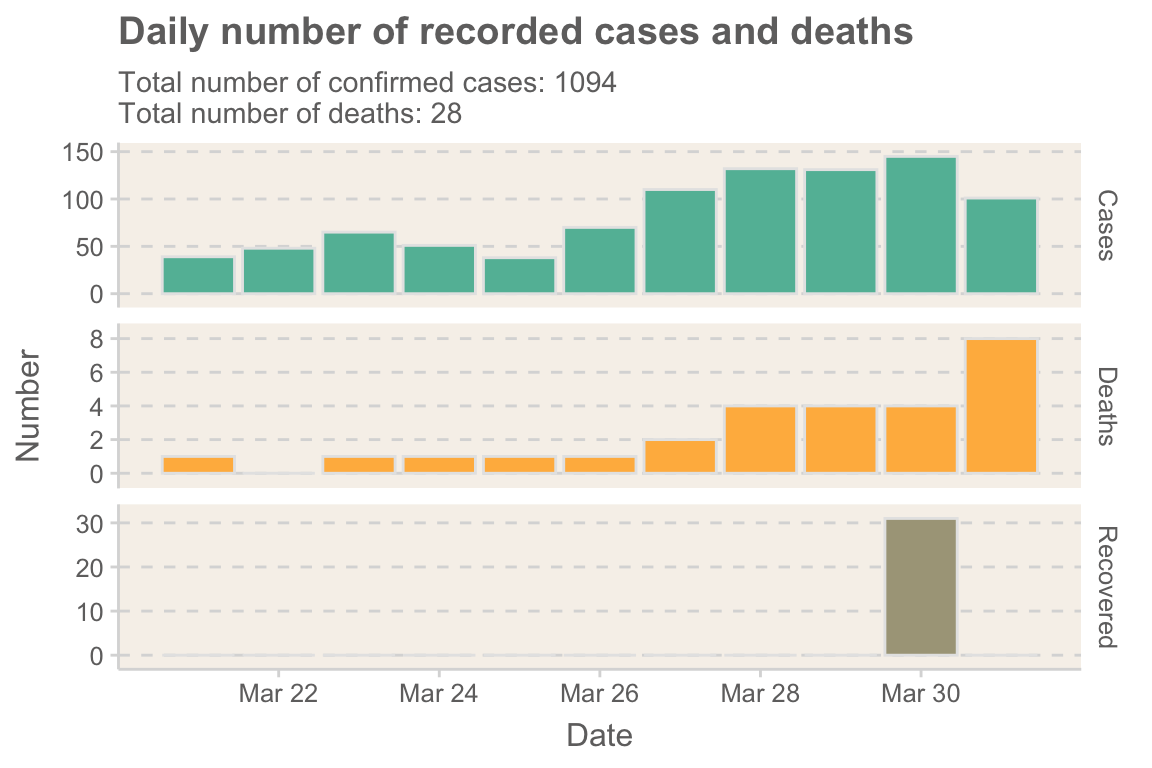 Daily number of recorded cases and deaths
Total number of confirmed cases: 1094
Total number of deaths: 28
150
100
50
0
Cases
8
6
4
2
0
Deaths
30
20
10
0
Recovered
Number
Mar 22
Mar 24
Mar 26
Mar 28
Mar 30
Date